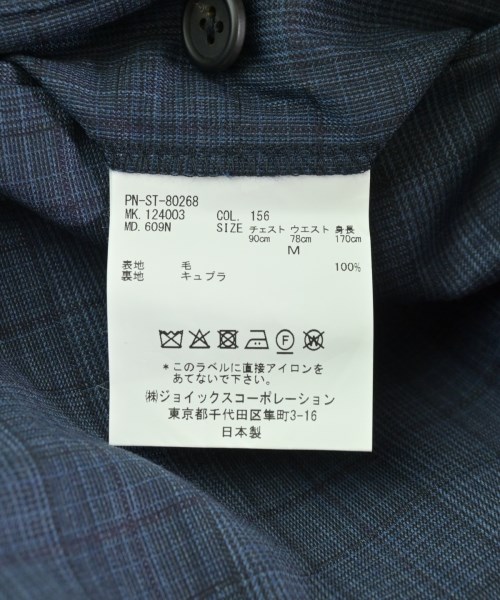 PN-ST-80268
MK. 124003 COL. 156
MD. 609N SIZE チェスト ウエスト 身長
90cm 78cm 170cm
M
表地 毛 100%
裏地 キュプラ
F W
*このラベルに直接アイロンを
あてないで下さい。
㈱ジョイックスコーポレーション
東京都千代田区隼町3-16
日本製